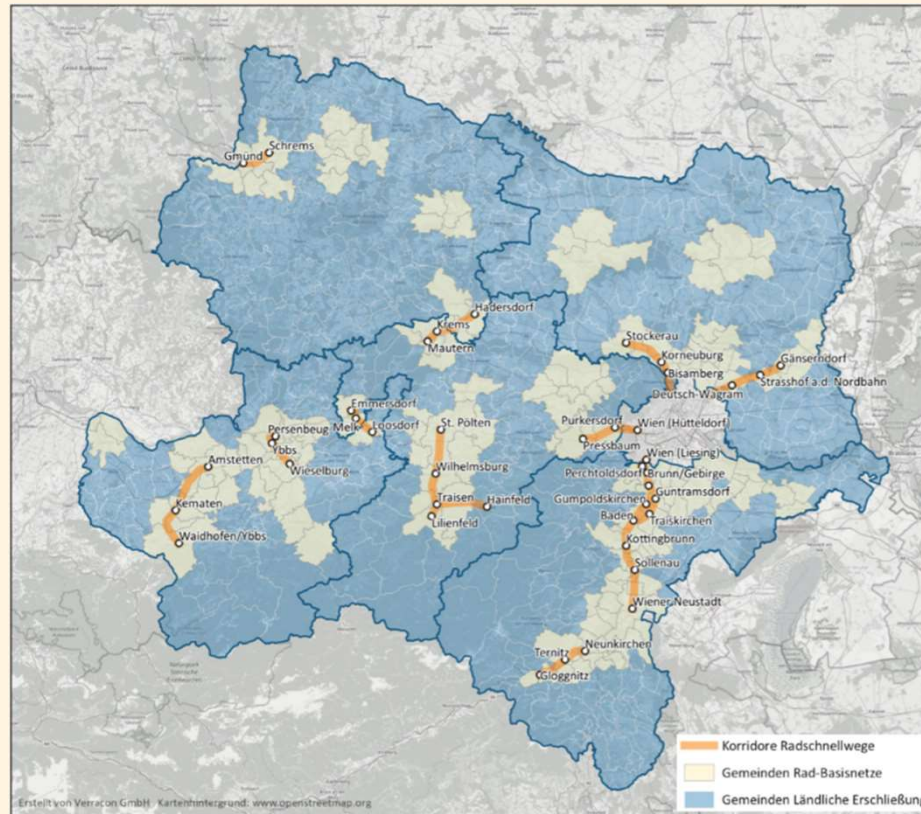 Gmünd
Schrems
Hadersdorf
Krems
Mautern
Stockerau
Korneuburg
Bisamberg
Gänserndorf
Strasshof a.d. Nordbahn
Deutsch-Wagram
Emmersdorf
Melk
Loosdorf
St. Pölten
Purkersdorf
Wien (Hütteldorf)
Pressbaum
Persenbeug
Ybbs
Wieselburg
Amstetten
Wilhelmsburg
Wien (Liesing)
Perchtoldsdorf
Brunn/Gebirge
Kematen
Traisen
Hainfeld
Guntramsdorf
Gumpoldskirchen
Lilienfeld
Baden
Traiskirchen
Waidhofen/Ybbs
Kottingbrunn
Sollenau
Wiener Neustadt
Neunkirchen
Ternitz
Gloggnitz
Korridore Radschnellwege
Gemeinden Rad-Basisnetze
Gemeinden Ländliche Erschließung
Erstellt von Verracon GmbH Kartenhintergrund: www.openstreetmap.org